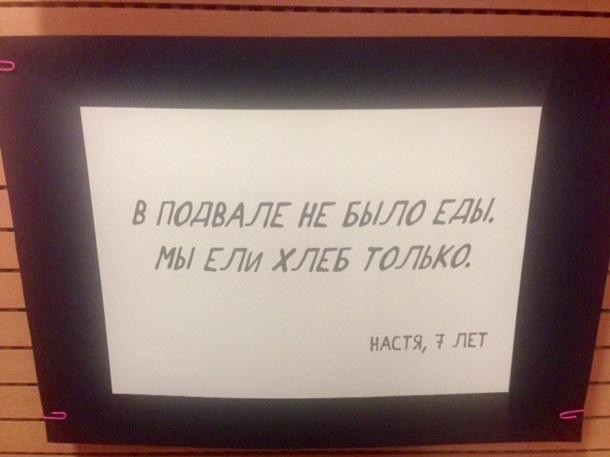 В ПОДВАЛЕ НЕ БЫЛО ЕДЫ.
МЫ ЕЛИ ХЛЕБ ТОЛЬКО.
НАСТЯ, 7 ЛЕТ